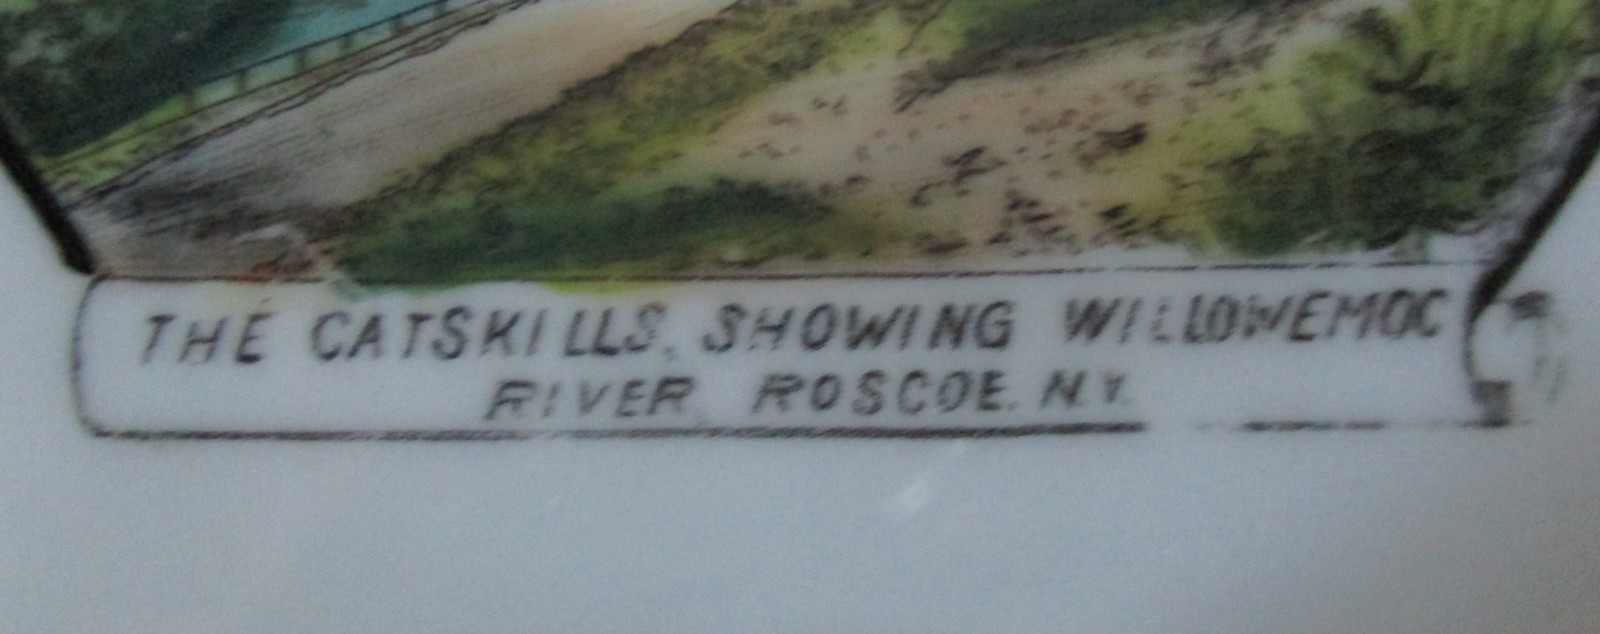 THE CATSKILLS, SHOWING WILLOWEMOC
RIVER, ROSCOE. N.Y.